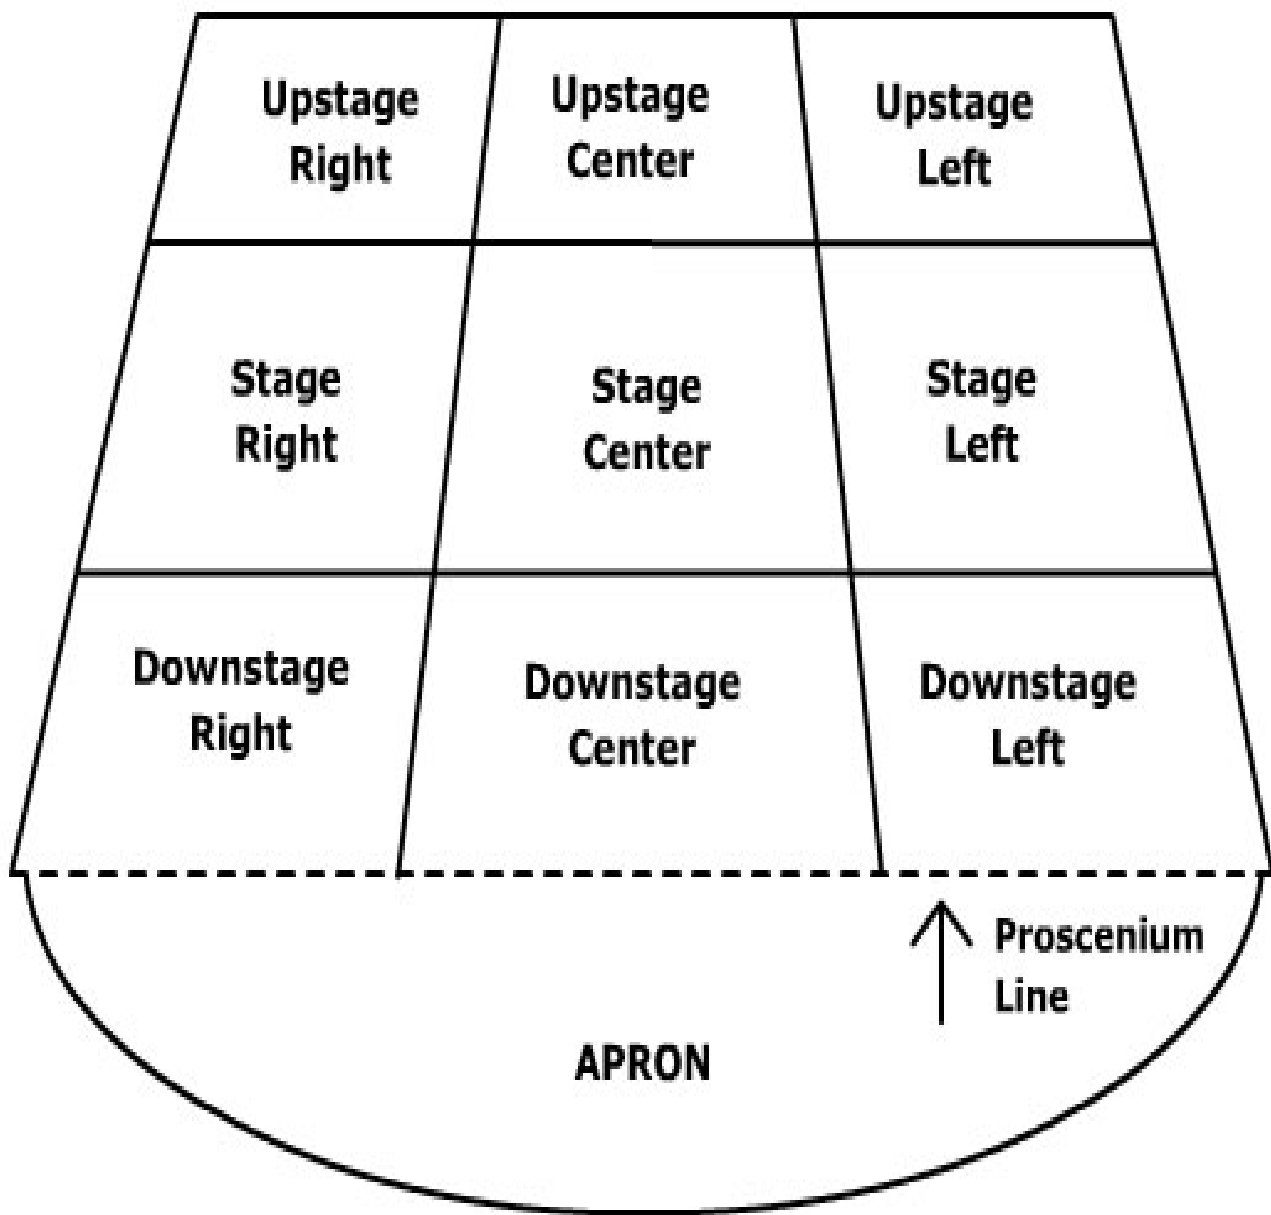 Upstage
Right
Upstage
Center
Upstage
Left
Stage
Right
Stage
Center
Stage
Left
Downstage
Right
Downstage
Center
Downstage
Left
Proscenium
Line
APRON